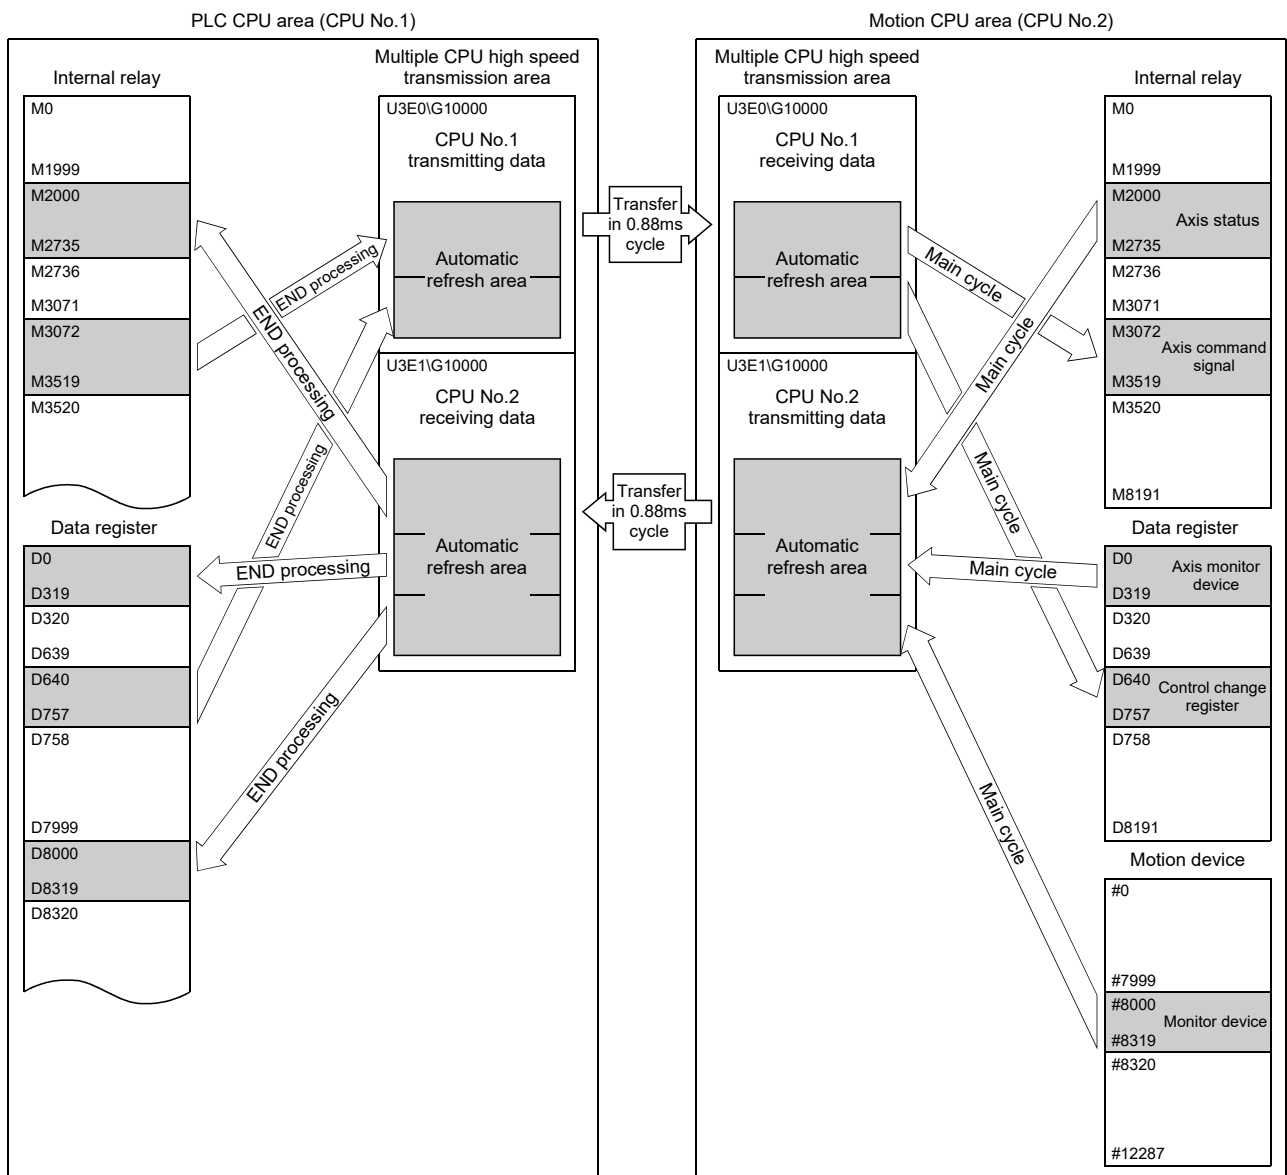 PLC CPU area (CPU No.1)
Internal relay
M0
M1999
M2000
M2735
M2736
M3071
M3072
M3519
M3520
Data register
D0
D319
D320
D639
D640
D757
D758
D7999
D8000
D8319
D8320
END processing
END processing
END processing
END processing
END processing
Multiple CPU high speed
transmission area
U3E0\G10000
CPU No.1
transmitting data
Automatic
refresh area
U3E1\G10000
CPU No.2
receiving data
Automatic
refresh area
Transfer
in 0.88ms
cycle
Transfer
in 0.88ms
cycle
Motion CPU area (CPU No.2)
Multiple CPU high speed
transmission area
U3E0\G10000
CPU No.1
receiving data
Automatic
refresh area
U3E1\G10000
CPU No.2
transmitting data
Automatic
refresh area
Main cycle
Main cycle
Main cycle
Main cycle
Main cycle
Internal relay
M0
M1999
M2000
Axis status
M2735
M2736
M3071
M3072
Axis command
signal
M3519
M3520
M8191
Data register
D0
Axis monitor
device
D319
D320
D639
D640
Control change
register
D757
D758
D8191
Motion device
#0
#7999
#8000
Monitor device
#8319
#8320
#12287